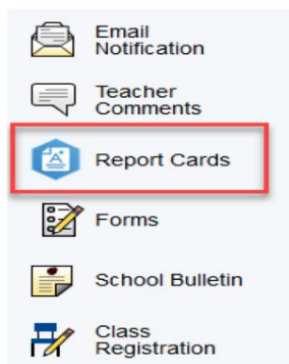 Email
Notification
Teacher
Comments
Report Cards
Forms
School Bulletin
Class
Registration